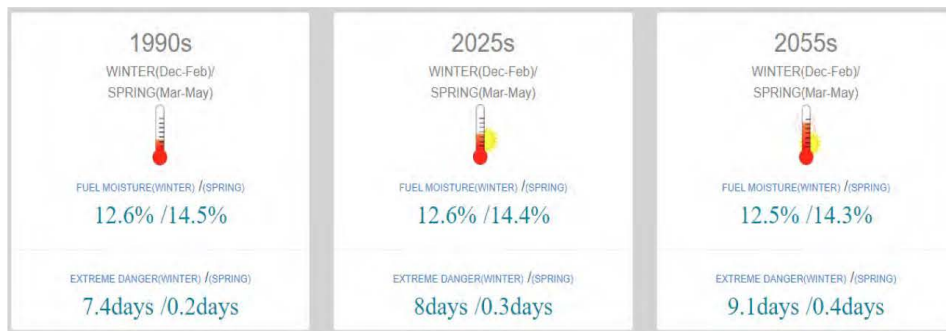 1990s
WINTER(Dec-Feb)/
SPRING(Mar-May)
FUEL MOISTURE(WINTER) /(SPRING)
12.6% /14.5%
EXTREME DANGER(WINTER) /(SPRING)
7.4days /0.2days
2025s
WINTER(Dec-Feb)/
SPRING(Mar-May)
FUEL MOISTURE(WINTER) /(SPRING)
12.6% /14.4%
EXTREME DANGER(WINTER) /(SPRING)
8days /0.3days
2055s
WINTER(Dec-Feb)/
SPRING(Mar-May)
FUEL MOISTURE(WINTER) /(SPRING)
12.5% /14.3%
EXTREME DANGER(WINTER) /(SPRING)
9.1days /0.4days